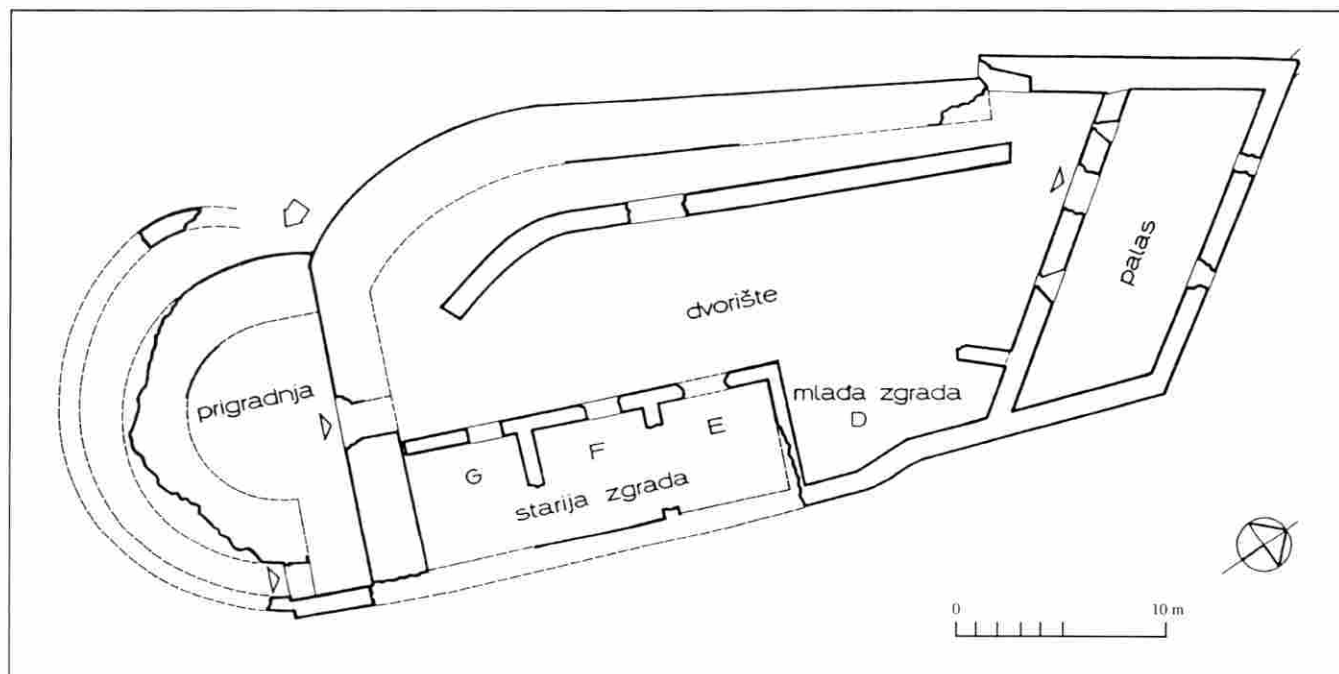 palas
dvorište
prigradnja
mlađa zgrada
D
E
F
G
starija zgrada
0 10 m